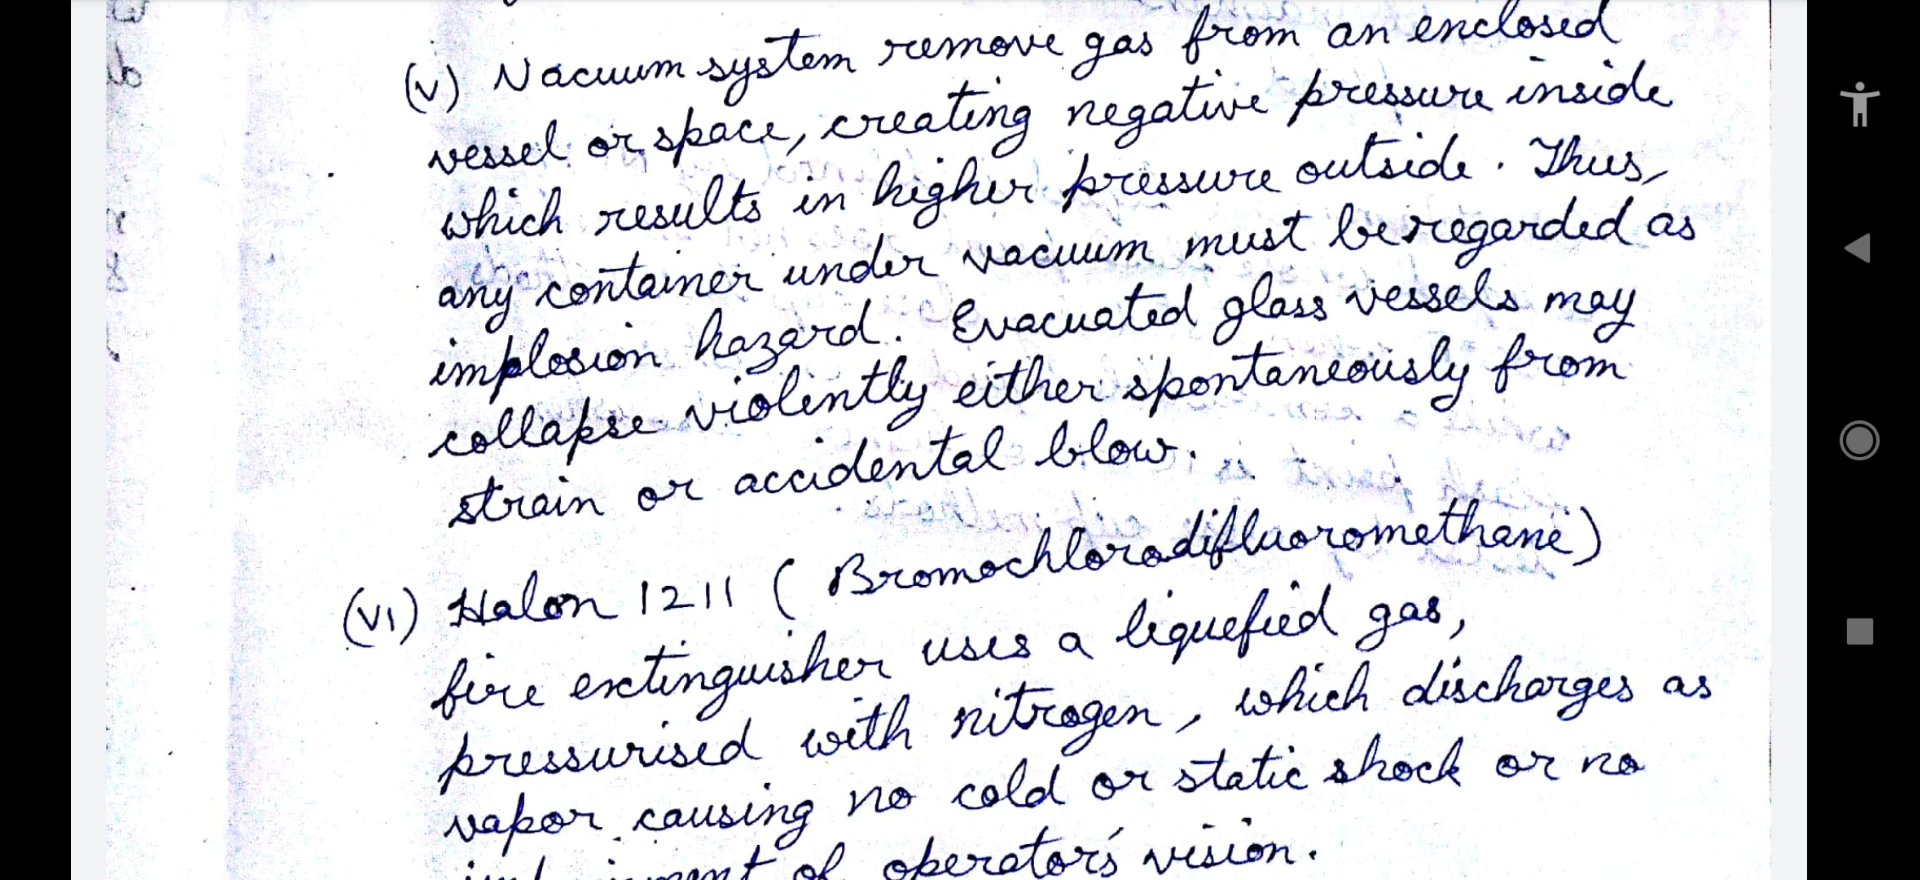 (v) Vacuum system remove gas from an enclosed
vessel or space, creating negative pressure inside
which results in higher pressure outside. Thus,
any container under vacuum must be regarded as
implosion hazard. Evacuated glass vessels may
collapse violently either spontaneously from
strain or accidental blow.
(VI) Halon 1211 (Bromochlorodifluoromethane)
fire extinguisher uses a liquefied gas,
pressurised with nitrogen, which discharges as
vapor causing no cold or static shock or no
of operator's vision.